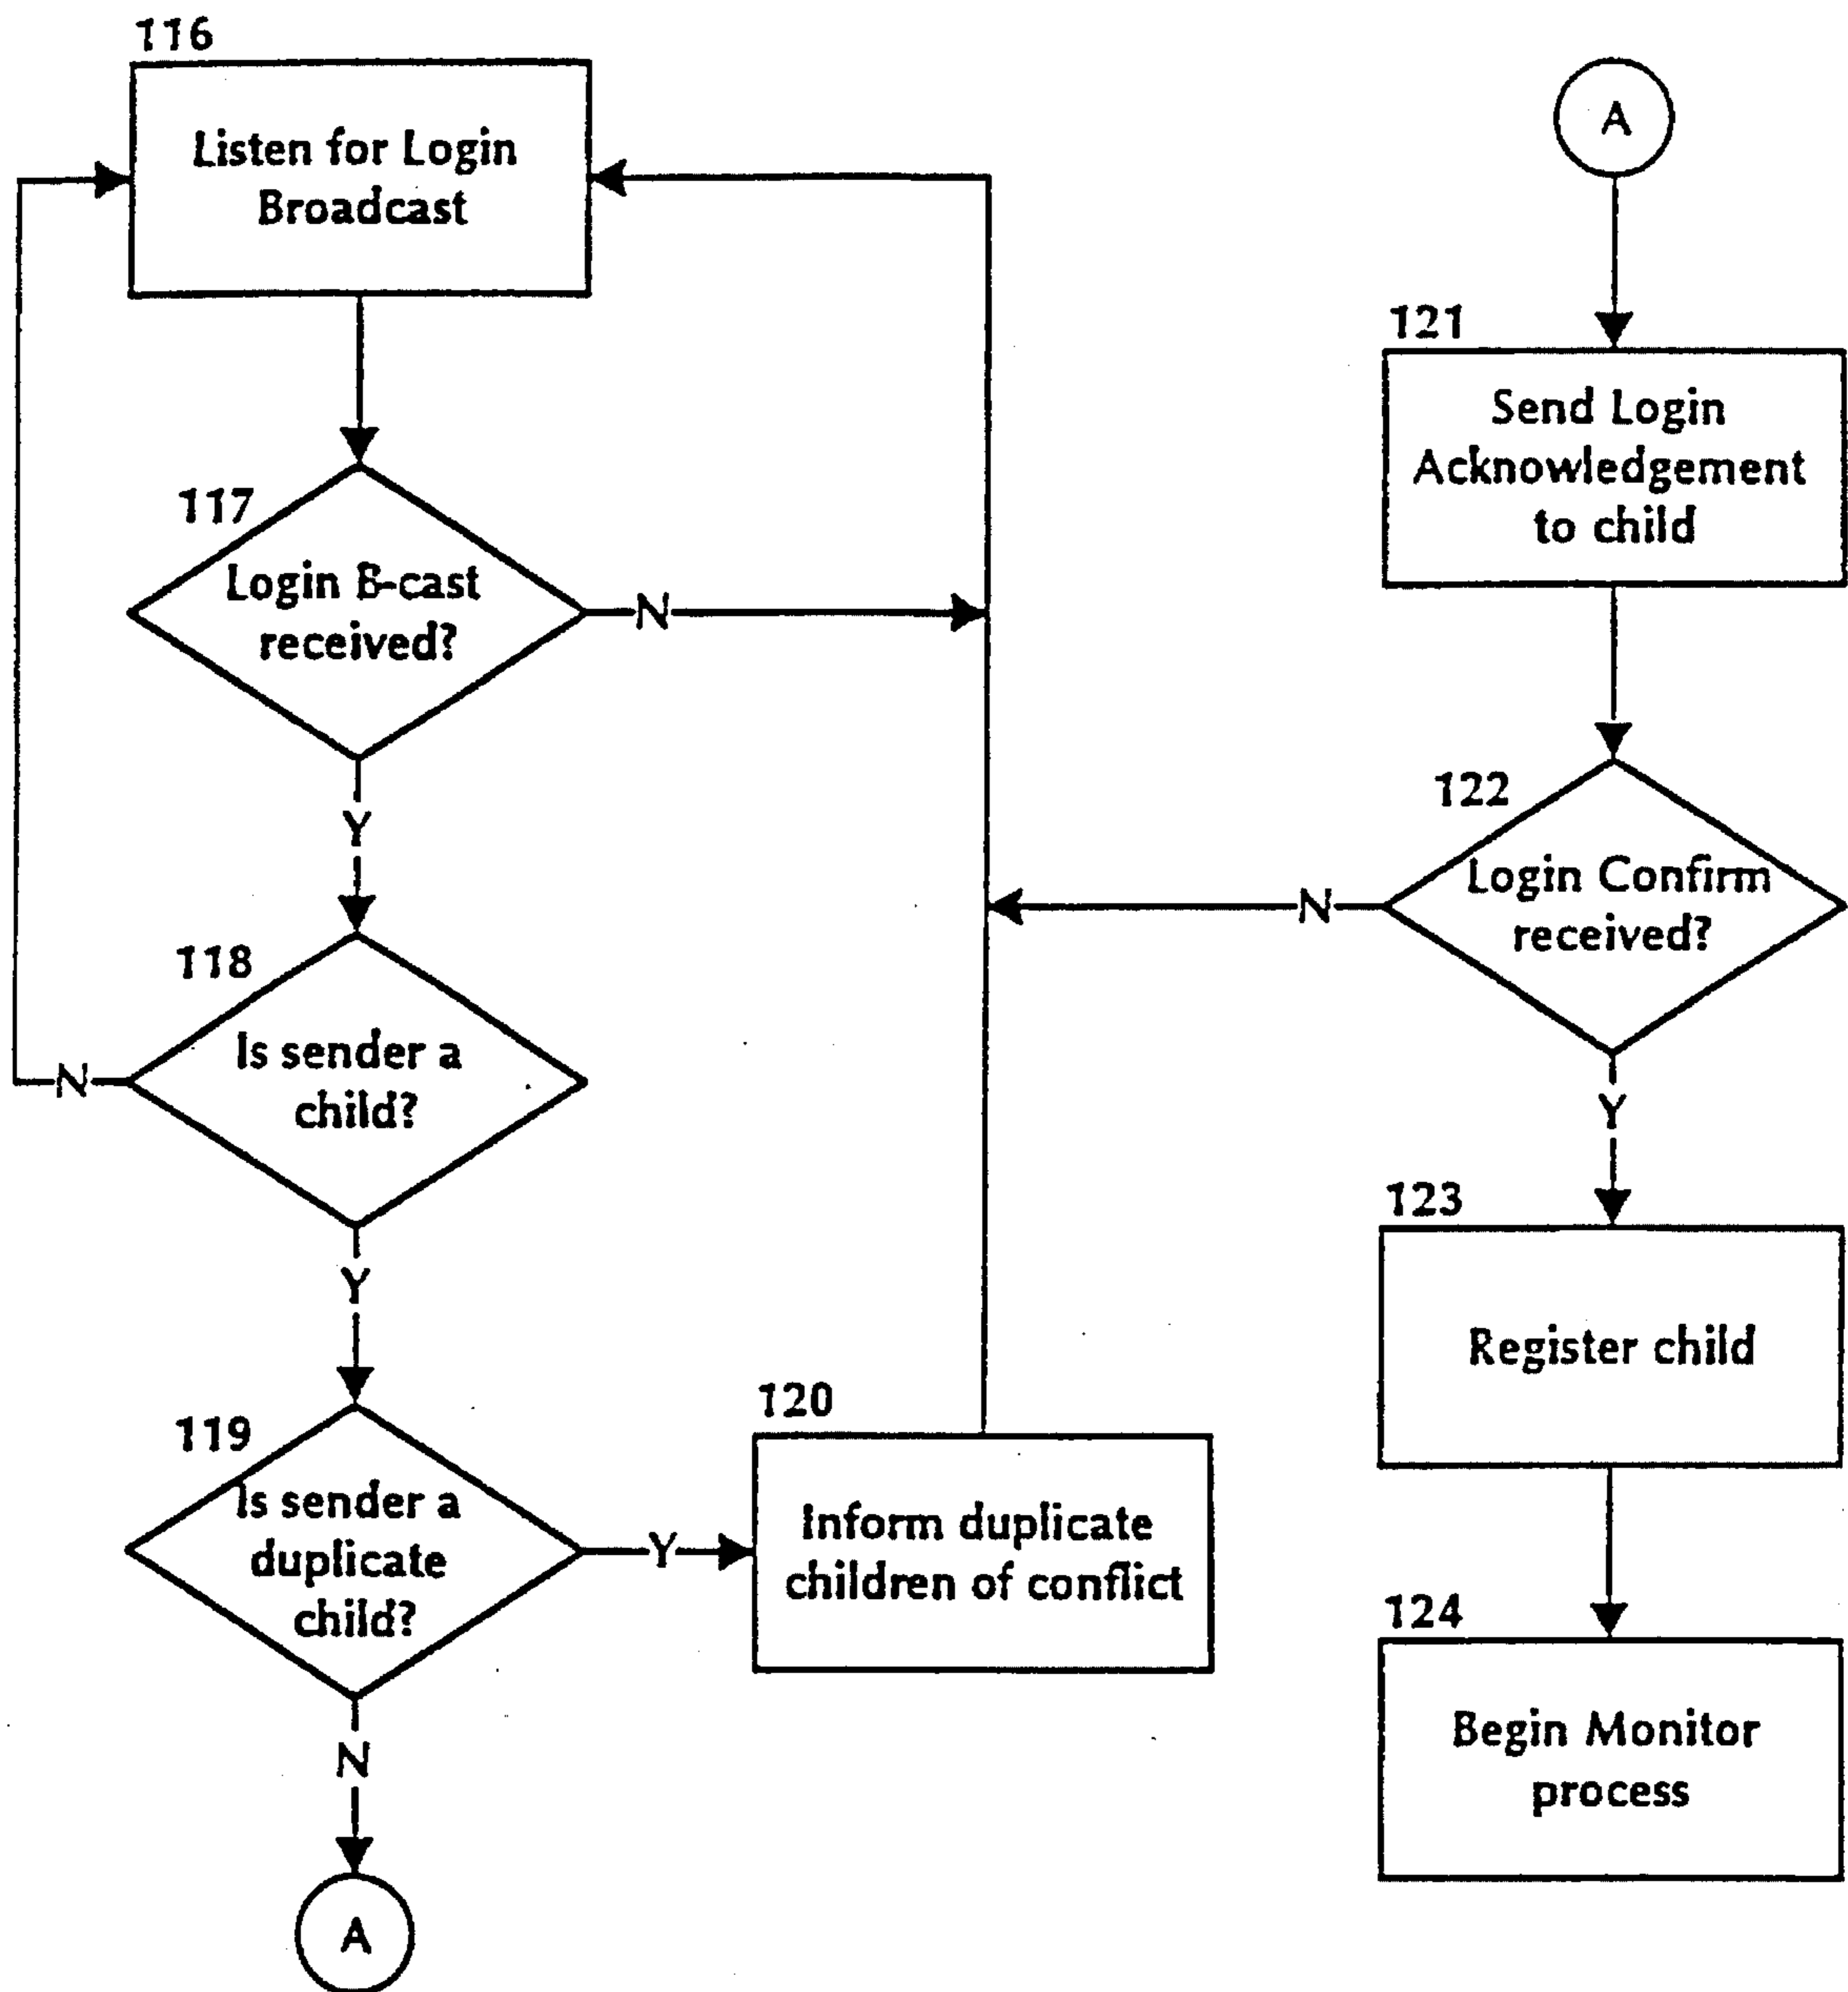 116
Listen for Login
Broadcast
117
Login B-cast
received?
N
Y
118
Is sender a
child?
N
Y
119
Is sender a
duplicate
child?
Y
N
120
Inform duplicate
children of conflict
A
A
121
Send Login
Acknowledgement
to child
122
Login Confirm
received?
N
Y
123
Register child
124
Begin Monitor
process